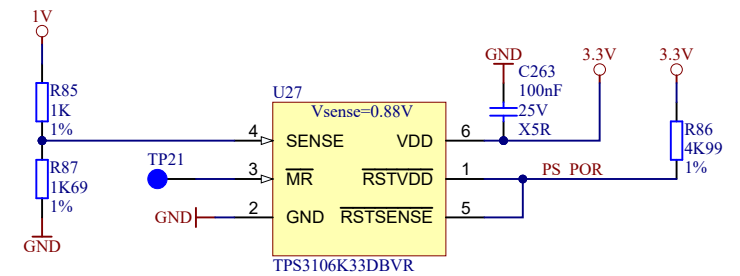 1V
R85
1K
1%
R87
1K69
1%
GND
TP21
GND
U27
Vsense=0.88V
4
SENSE
3
MR
2
GND
VDD
6
RSTVDD
1
RSTSENSE
5
TPS3106K33DBVR
GND
C263
100nF
25V
X5R
3.3V
3.3V
R86
4K99
1%
PS_POR